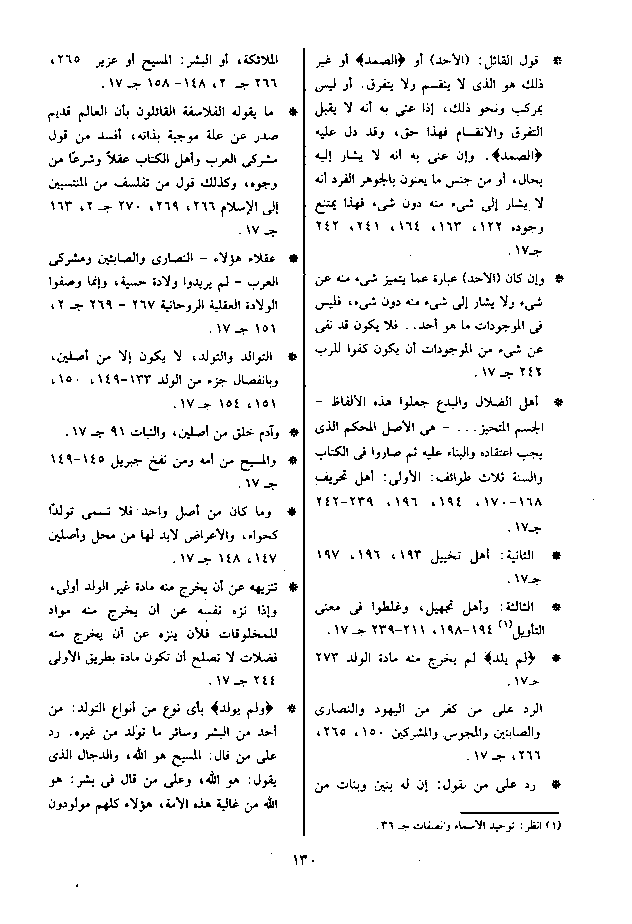 * قول القائل: (الأحد) أو ﴿الصمد﴾ أو غير
ذلك هو الذى لا ينقسم ولا يتفرق. أو ليس
بمركب ونحو ذلك، إذا عنى به أنه لا يقبل
التفرق والانقسام فهذا حق، وقد دل عليه
﴿الصمد﴾. وإن عنى به أنه لا يشار إليه
بحال، أو من جنس ما يعنون بالجوهر الفرد أنه
لا يشار إلى شىء منه دون شىء، فهذا يمتنع
وجوده ١٢٢، ١٦٣، ١٦٤، ٢٤١، ٢٤٢
جـ١٧.
* وإن كان (الأحد) عبارة عما يتميز شىء منه عن
شىء ولا يشار إلى شىء منه دون شىء، فليس
فى الموجودات ما هو أحد.. فلا يكون قد نفى
عن شىء من الموجودات أن يكون كفوا للرب
٢٤٢ جـ ١٧.
* أهل الضلال والبدع جعلوا هذه الألفاظ –
الجسم المتحيز... – هى الأصل المحكم الذى
يجب اعتقاده والبناء عليه ثم صاروا فى الكتاب
والسنة ثلاث طوائف: الأولى: أهل تحريف
١٦٨-١٧٠، ١٩٤، ١٩٦، ٢٣٩-٢٤٢
جـ١٧.
* الثانية: أهل تخييل ١٩٣، ١٩٦، ١٩٧
جـ١٧.
* الثالثة: وأهل تجهيل، وغلطوا فى معنى
التأويل(١) ١٩٤-١٩٨، ٢١١-٢٣٩ جـ ١٧.
* ﴿لم يلد﴾ لم يخرج منه مادة الولد ٢٧٣
جـ١٧.
الرد على من كفر من اليهود والنصارى
والصابئين والمجوس والمشركين ١٥٠، ٢٦٥،
٢٦٦، جـ ١٧.
* رد على من يقول: إن له بنين وبنات من
(١) انظر: توحيد الأسماء والصفات جـ ٣٦.
الملائكة، أو البشر: المسيح أو عزير ٢٦٥،
٢٦٦ جـ ٢، ١٤٨-١٥٨ جـ ١٧.
* ما يقوله الفلاسفة القائلون بأن العالم قديم
صدر عن علة موجبة بذاته، أفسد من قول
مشركى العرب وأهل الكتاب عقلاً وشرعًا من
وجوه، وكذلك قول من تفلسف من المنتسبين
إلى الإسلام ٢٦٦، ٢٦٩، ٢٧٠ جـ ٢، ١٦٣
جـ ١٧.
* عقلاء هؤلاء – النصارى والصابئين ومشركى
العرب – لم يريدوا ولادة حسية، وإنما وصفوا
الولادة العقلية الروحانية ٢٦٧ – ٢٦٩ جـ ٢،
١٥١ جـ ١٧.
* التوالد والتولد، لا يكون إلا من أصلين،
وبانفصال جزء من الولد ١٣٣-١٤٩، ١٥٠،
١٥١، ١٥٤ جـ ١٧.
* وآدم خلق من أصلين، والنبات ٩١ جـ ١٧.
* والمسيح من أمه ومن نفخ جبريل ١٤٥-١٤٩
جـ ١٧.
* وما كان من أصل واحد فلا تسمى تولدًا
كحواء، والأعراض لابد لها من محل وأصلين
١٤٧، ١٤٨ جـ ١٧.
* تنزيهه عن أن يخرج منه مادة غير الولد أولى،
وإذا نزه نفسه عن أن يخرج منه مواد
للمخلوقات فلأن ينزه عن أن يخرج منه
فضلات لا تصلح أن تكون مادة بطريق الأولى
٢٤٤ جـ ١٧.
* ﴿ولم يولد﴾ بأى نوع من أنواع التولد: من
أحد من البشر وسائر ما تولد من غيره. رد
على من قال: المسيح هو الله، والدجال الذى
يقول: هو الله، وعلى من قال فى بشر: هو
الله من غالية هذه الأمة، هؤلاء كلهم مولودون
١٣٠